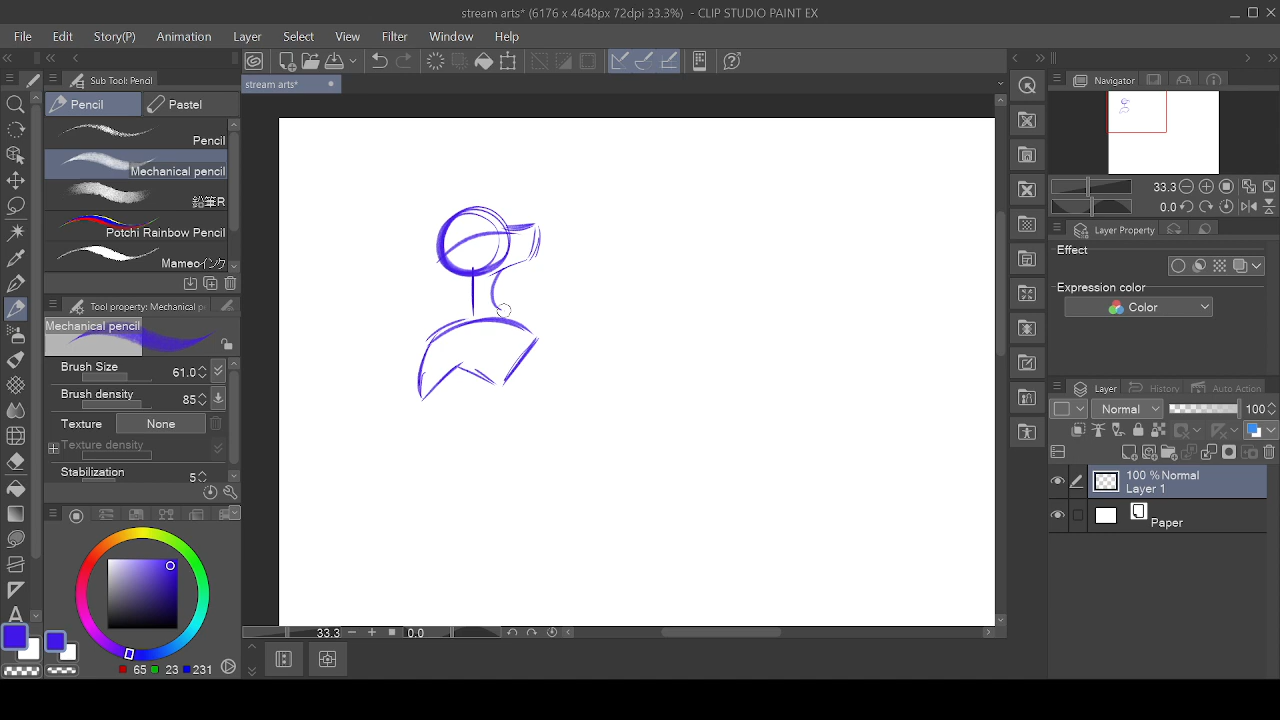 stream arts* (6176 x 4648px 72dpi 33.3%)  - CLIP STUDIO PAINT EX
File Edit Story(P) Animation Layer Select View Filter Window Help
Sub Tool: Pencil
stream arts*
Navigator
Pencil Pastel
Pencil
Mechanical pencil
鉛筆R
Potchi Rainbow Pencil
33.3
0.0
Layer Property
Effect
Expression color
Color
Tool property: Mechanical p
Mechanical pencil
Brush Size 61.0
Brush density 85
Texture None
Texture density
Stabilization 5
Layer History Auto Action
Normal 100
100 % Normal
Layer 1
Paper
33.3 0.0
65 23 231
A